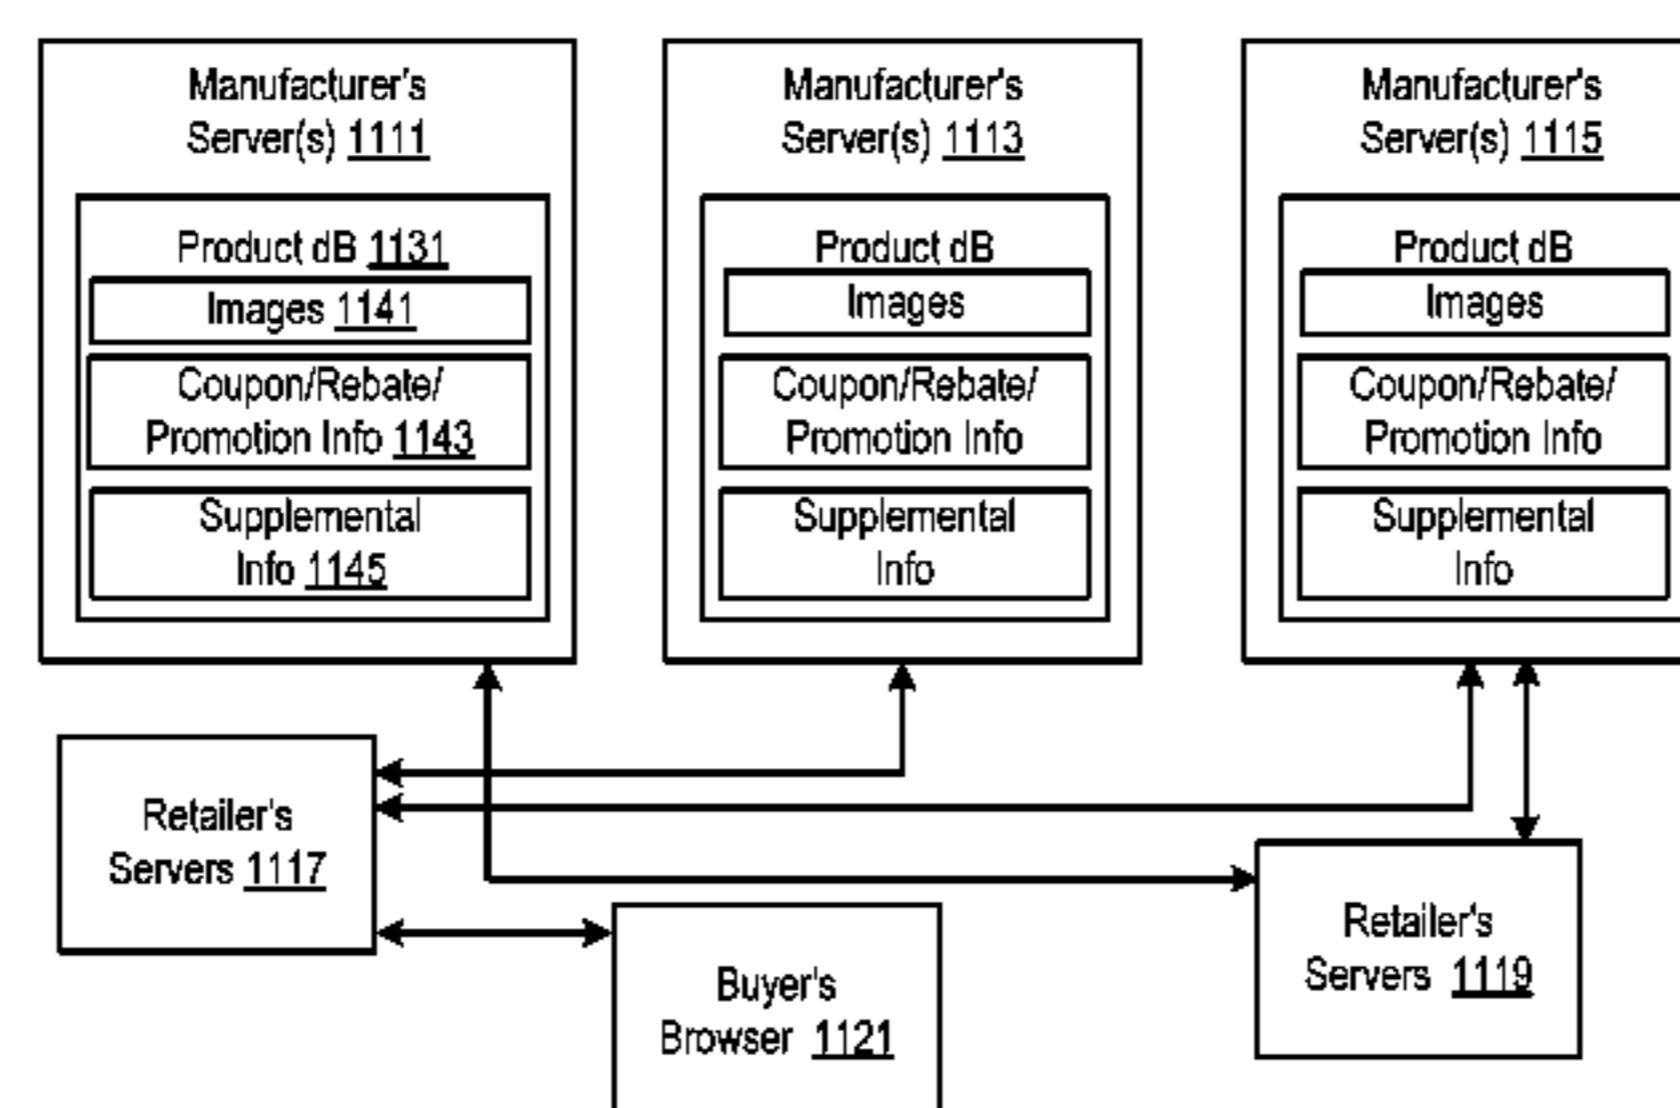 Manufacturer's
Server(s) 1111
Product dB 1131
Images 1141
Coupon/Rebate/
Promotion Info 1143
Supplemental
Info 1145
Manufacturer's
Server(s) 1113
Product dB
Images
Coupon/Rebate/
Promotion Info
Supplemental
Info
Manufacturer's
Server(s) 1115
Product dB
Images
Coupon/Rebate/
Promotion Info
Supplemental
Info
Retailer's
Servers 1117
Buyer's
Browser 1121
Retailer's
Servers 1119